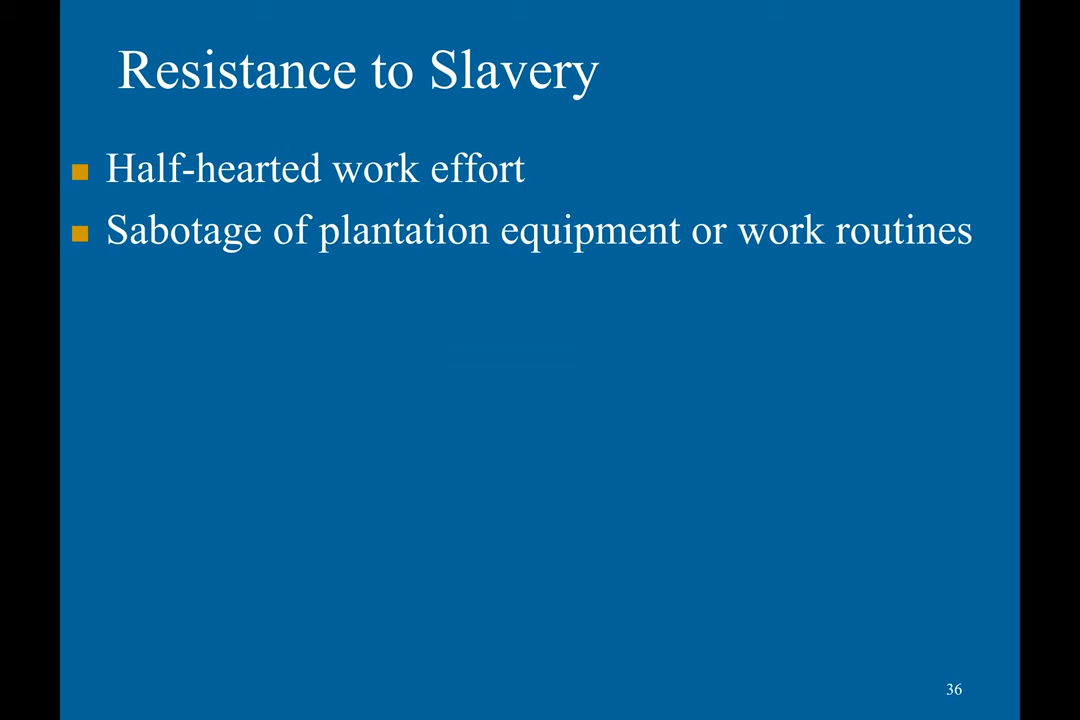 Resistance to Slavery
Half-hearted work effort
Sabotage of plantation equipment or work routines
36